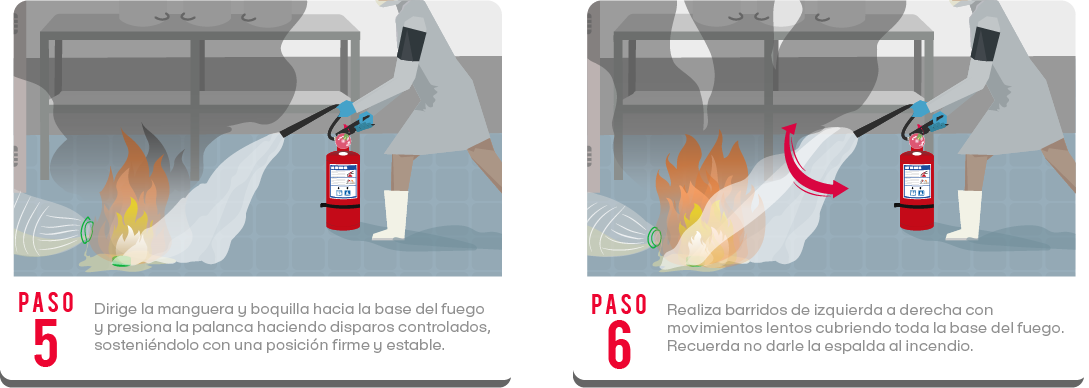 PASO
5
Dirige la manguera y boquilla hacia la base del fuego
y presiona la palanca haciendo disparos controlados,
sosteniéndolo con una posición firme y estable.
PASO
6
Realiza barridos de izquierda a derecha con
movimientos lentos cubriendo toda la base del fuego.
Recuerda no darle la espalda al incendio.